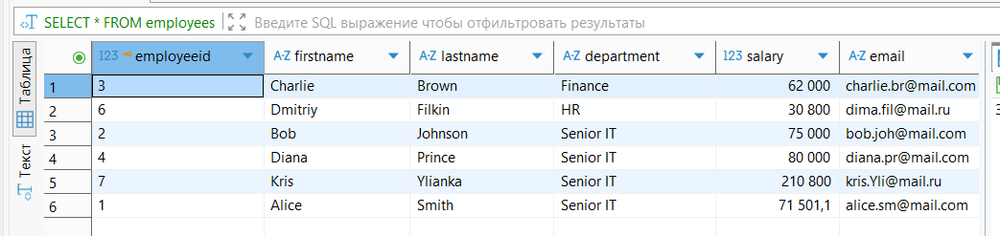 SELECT * FROM employees Введите SQL выражение чтобы отфильтровать результаты
Таблица
Текст
123 employeeid A-Z firstname A-Z lastname A-Z department 123 salary A-Z email
1 3 Charlie Brown Finance 62 000 charlie.br@mail.com
2 6 Dmitriy Filkin HR 30 800 dima.fil@mail.ru
3 2 Bob Johnson Senior IT 75 000 bob.joh@mail.com
4 4 Diana Prince Senior IT 80 000 diana.pr@mail.com
5 7 Kris Ylianka Senior IT 210 800 kris.Yli@mail.ru
6 1 Alice Smith Senior IT 71 501,1 alice.sm@mail.com